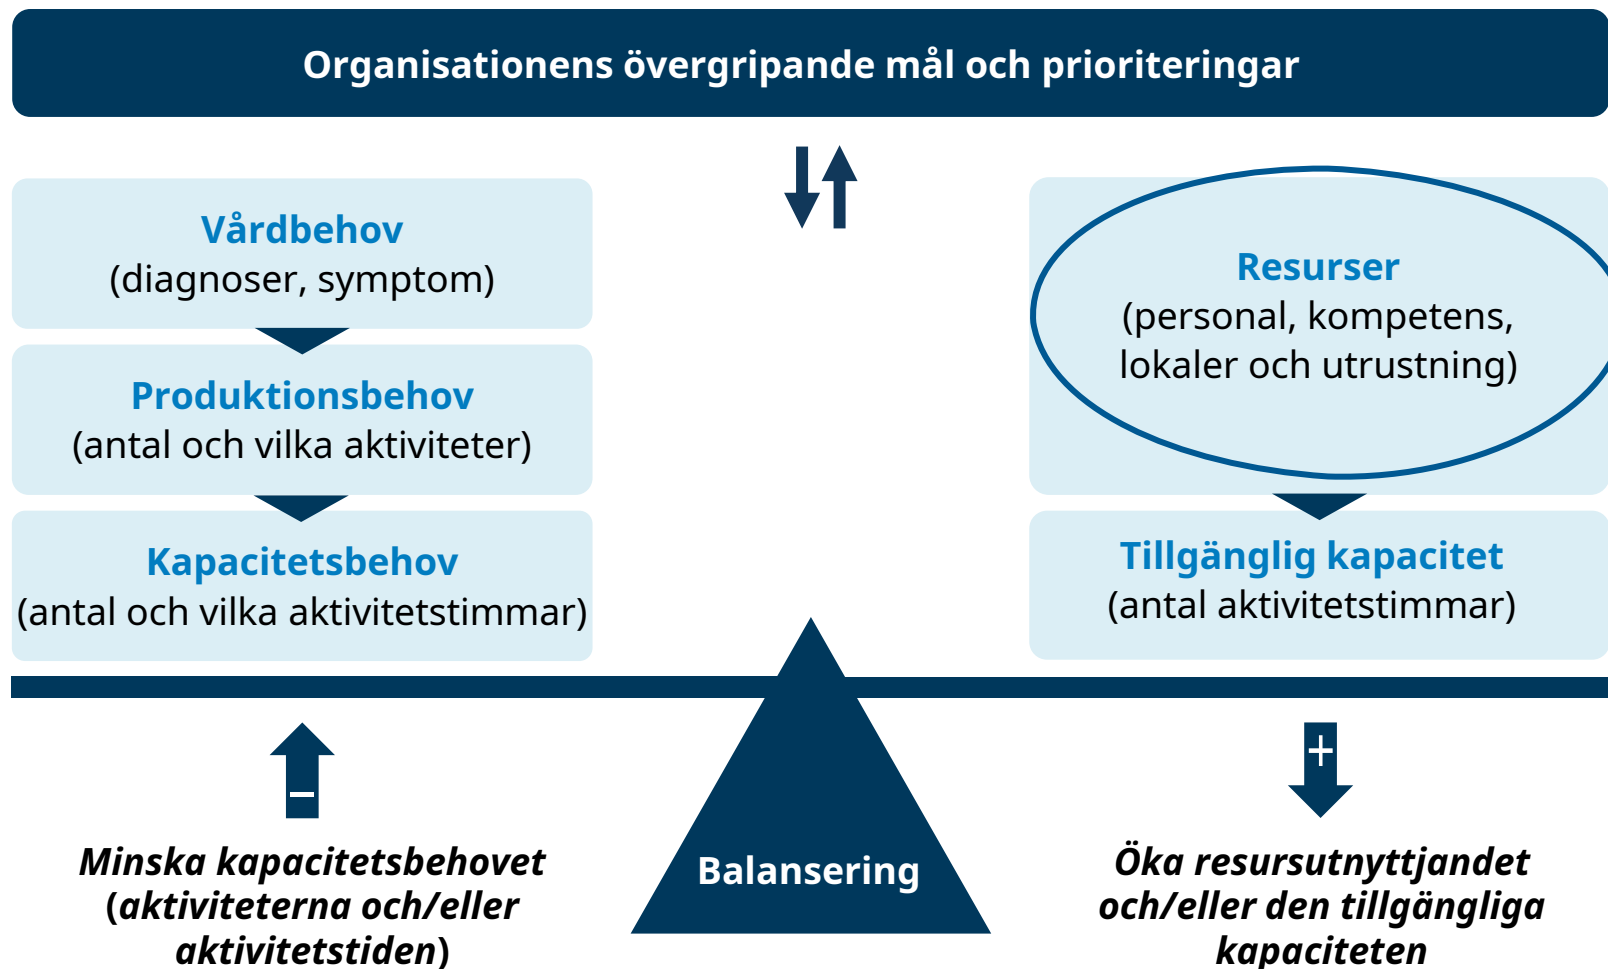 Organisationens övergripande mål och prioriteringar
Vårdbehov
(diagnoser, symptom)
Produktionsbehov
(antal och vilka aktiviteter)
Kapacitetsbehov
(antal och vilka aktivitetstimmar)
Resurser
(personal, kompetens,
lokaler och utrustning)
Tillgänglig kapacitet
(antal aktivitetstimmar)
–
Minska kapacitetsbehovet
(aktiviteterna och/eller
aktivitetstiden)
Balansering
+
Öka resursutnyttjandet
och/eller den tillgängliga
kapaciteten